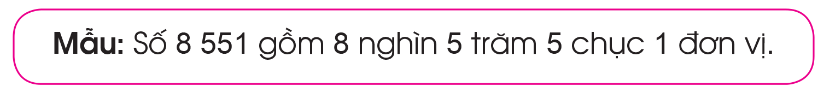 Mẫu: Số 8 551 gồm 8 nghìn 5 trăm 5 chục 1 đơn vị.